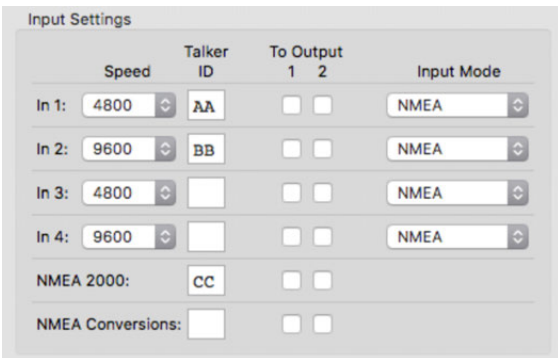 Input Settings
Talker To Output
Speed ID 1 2 Input Mode
In 1: 4800 AA NMEA
In 2: 9600 BB NMEA
In 3: 4800 NMEA
In 4: 9600 NMEA
NMEA 2000: CC
NMEA Conversions: